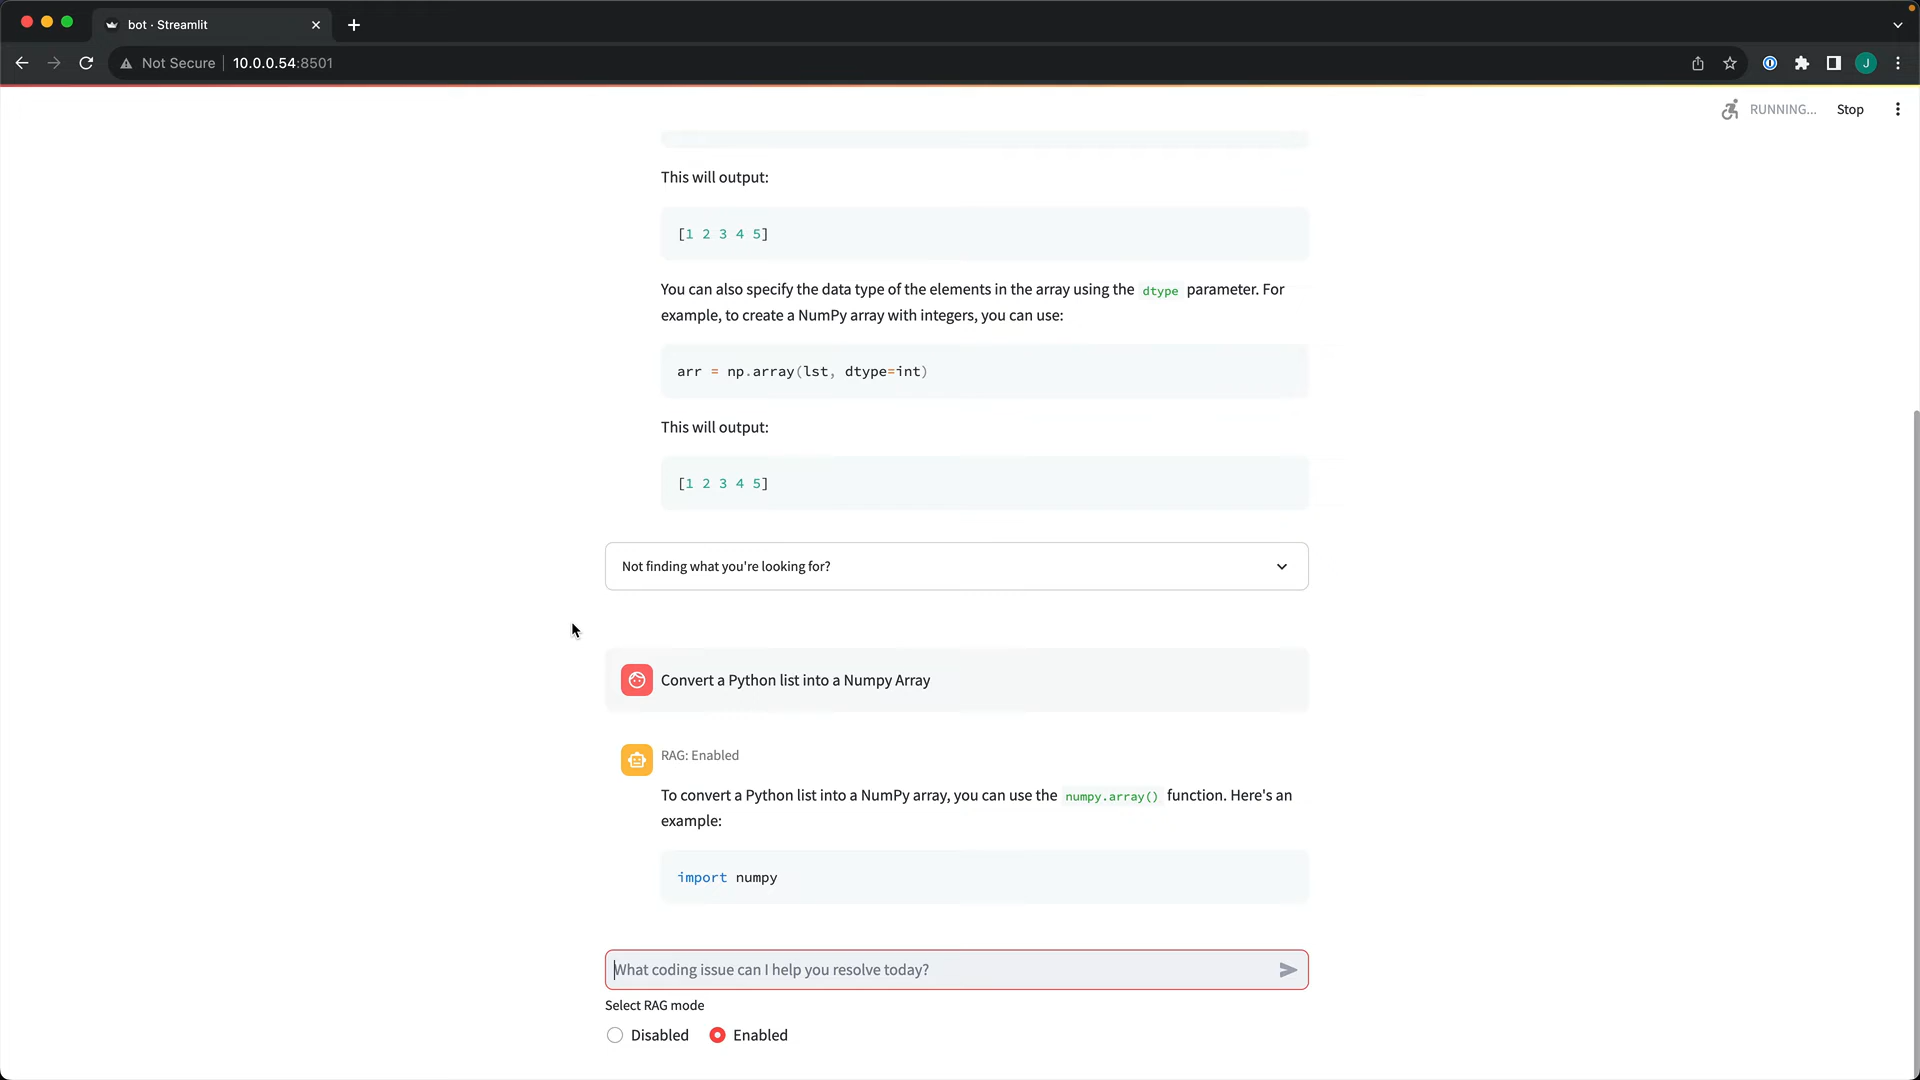 bot · Streamlit
Not Secure
10.0.0.54:8501
J
RUNNING...
Stop
This will output:
[1 2 3 4 5]
You can also specify the data type of the elements in the array using the dtype parameter. For
example, to create a NumPy array with integers, you can use:
arr = np.array(lst, dtype=int)
This will output:
[1 2 3 4 5]
Not finding what you're looking for?
Convert a Python list into a Numpy Array
RAG: Enabled
To convert a Python list into a NumPy array, you can use the numpy.array() function. Here's an
example:
import numpy
What coding issue can I help you resolve today?
Select RAG mode
Disabled
Enabled